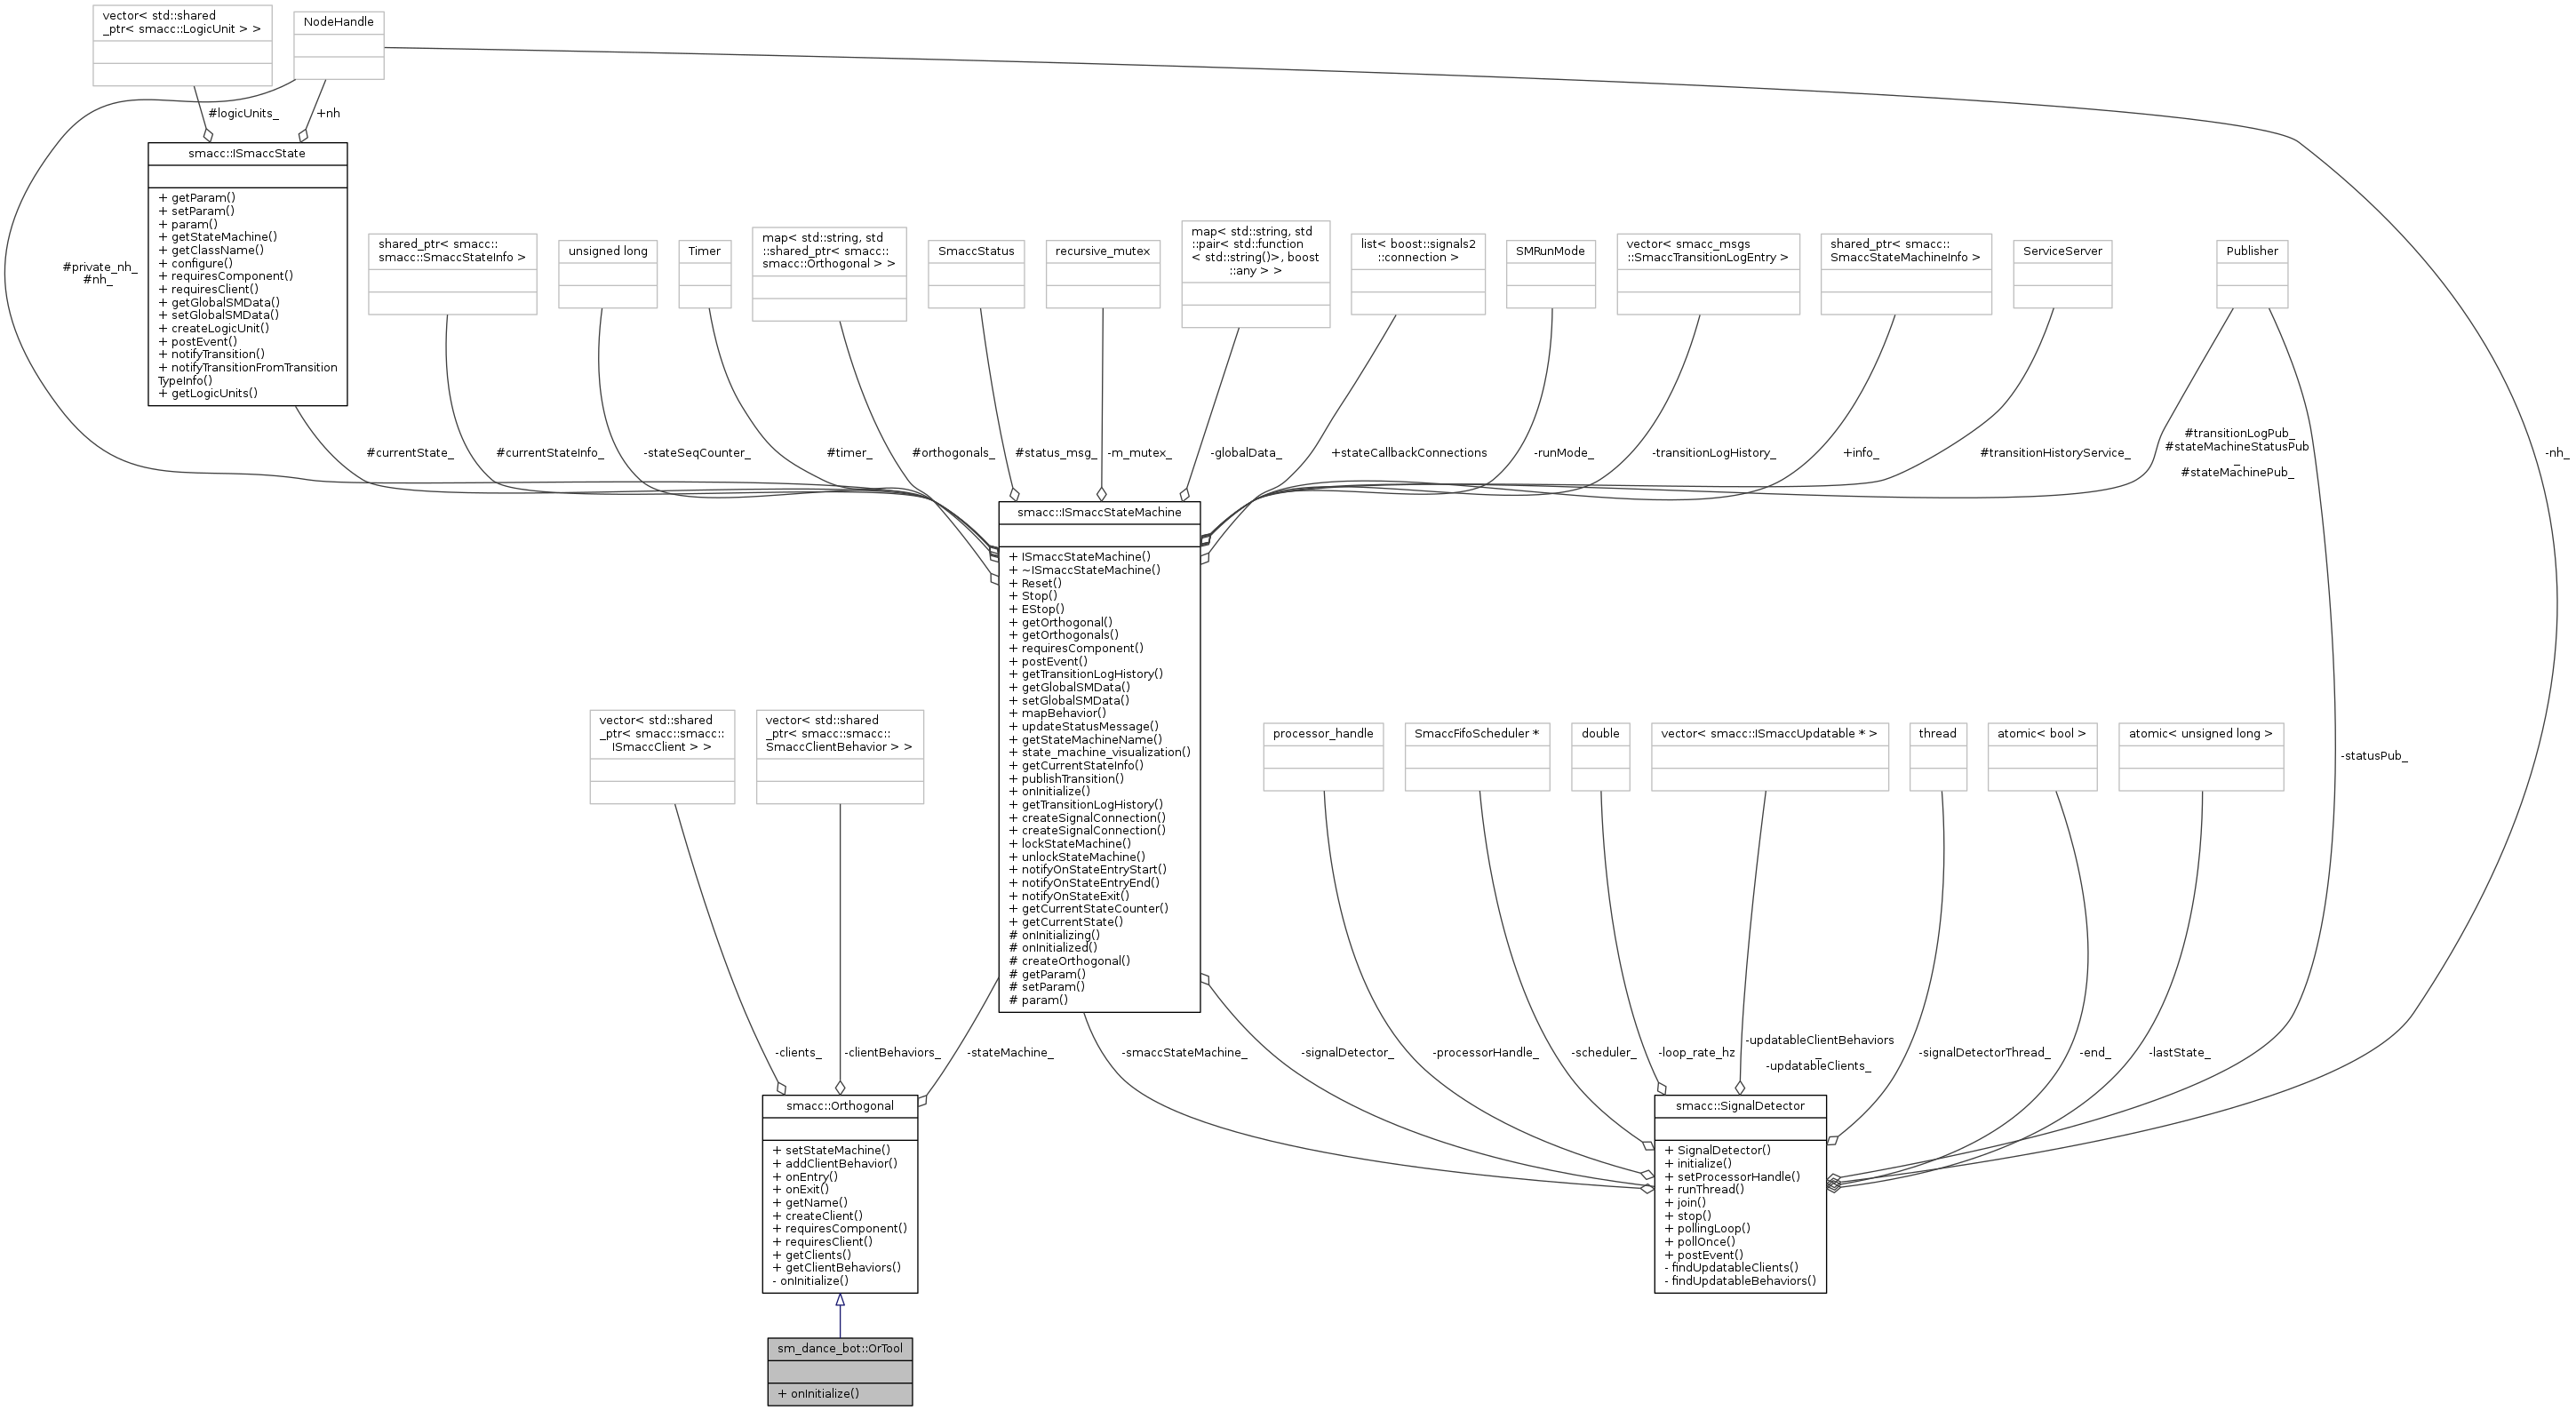 vector< std::shared
_ptr< smacc::LogicUnit > >
NodeHandle
#logicUnits_
+nh
smacc::ISmaccState
+ getParam()
+ setParam()
+ param()
+ getStateMachine()
+ getClassName()
+ configure()
+ requiresComponent()
+ requiresClient()
+ getGlobalSMData()
+ setGlobalSMData()
+ createLogicUnit()
+ postEvent()
+ notifyTransition()
+ notifyTransitionFromTransition
TypeInfo()
+ getLogicUnits()
#private_nh_
#nh_
shared_ptr< smacc::
smacc::SmaccStateInfo >
unsigned long
Timer
map< std::string, std
::shared_ptr< smacc::
smacc::Orthogonal > >
SmaccStatus
recursive_mutex
map< std::string, std
::pair< std::function
< std::string()>, boost
::any > >
list< boost::signals2
::connection >
SMRunMode
vector< smacc_msgs
::SmaccTransitionLogEntry >
shared_ptr< smacc::
SmaccStateMachineInfo >
ServiceServer
Publisher
#currentState_
#currentStateInfo_
-stateSeqCounter_
#timer_
#orthogonals_
#status_msg_
-m_mutex_
-globalData_
+stateCallbackConnections
-runMode_
-transitionLogHistory_
+info_
#transitionHistoryService_
#transitionLogPub_
#stateMachineStatusPub
_
#stateMachinePub_
-nh_
smacc::ISmaccStateMachine
+ ISmaccStateMachine()
+ ~ISmaccStateMachine()
+ Reset()
+ Stop()
+ EStop()
+ getOrthogonal()
+ getOrthogonals()
+ requiresComponent()
+ postEvent()
+ getTransitionLogHistory()
+ getGlobalSMData()
+ setGlobalSMData()
+ mapBehavior()
+ updateStatusMessage()
+ getStateMachineName()
+ state_machine_visualization()
+ getCurrentStateInfo()
+ publishTransition()
+ onInitialize()
+ getTransitionLogHistory()
+ createSignalConnection()
+ createSignalConnection()
+ lockStateMachine()
+ unlockStateMachine()
+ notifyOnStateEntryStart()
+ notifyOnStateEntryEnd()
+ notifyOnStateExit()
+ getCurrentStateCounter()
+ getCurrentState()
# onInitializing()
# onInitialized()
# createOrthogonal()
# getParam()
# setParam()
# param()
vector< std::shared
_ptr< smacc::smacc::
ISmaccClient > >
vector< std::shared
_ptr< smacc::smacc::
SmaccClientBehavior > >
processor_handle
SmaccFifoScheduler *
double
vector< smacc::ISmaccUpdatable * >
thread
atomic< bool >
atomic< unsigned long >
-statusPub_
-clients_
-clientBehaviors_
-stateMachine_
-smaccStateMachine_
-signalDetector_
-processorHandle_
-scheduler_
-loop_rate_hz
-updatableClientBehaviors
_
-updatableClients_
-signalDetectorThread_
-end_
-lastState_
smacc::Orthogonal
+ setStateMachine()
+ addClientBehavior()
+ onEntry()
+ onExit()
+ getName()
+ createClient()
+ requiresComponent()
+ requiresClient()
+ getClients()
+ getClientBehaviors()
- onInitialize()
smacc::SignalDetector
+ SignalDetector()
+ initialize()
+ setProcessorHandle()
+ runThread()
+ join()
+ stop()
+ pollingLoop()
+ pollOnce()
+ postEvent()
- findUpdatableClients()
- findUpdatableBehaviors()
sm_dance_bot::OrTool
+ onInitialize()